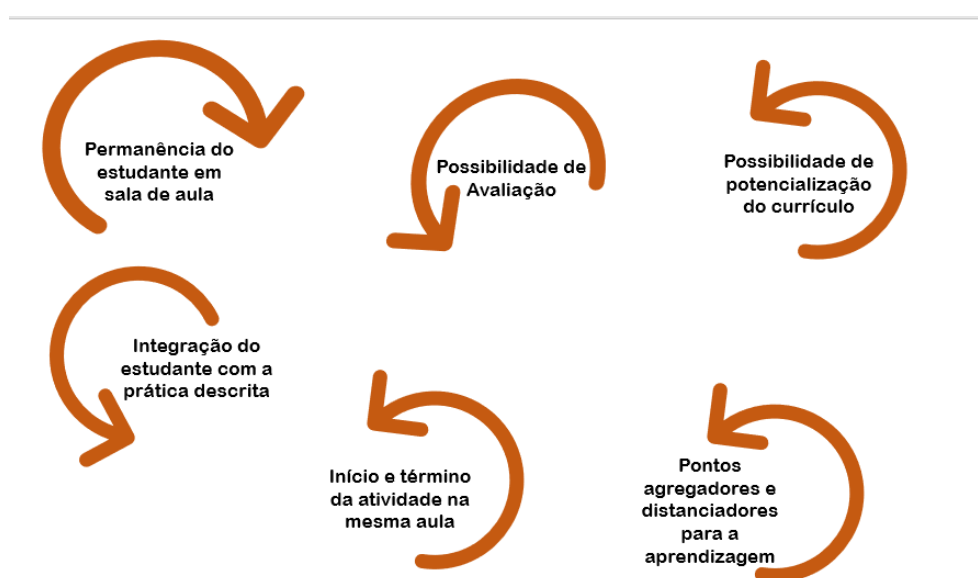 Permanência do
estudante em
sala de aula
Possibilidade de
Avaliação
Possibilidade de
potencialização
do currículo
Integração do
estudante com a
prática descrita
Início e término
da atividade na
mesma aula
Pontos
agregadores e
distanciadores
para a
aprendizagem